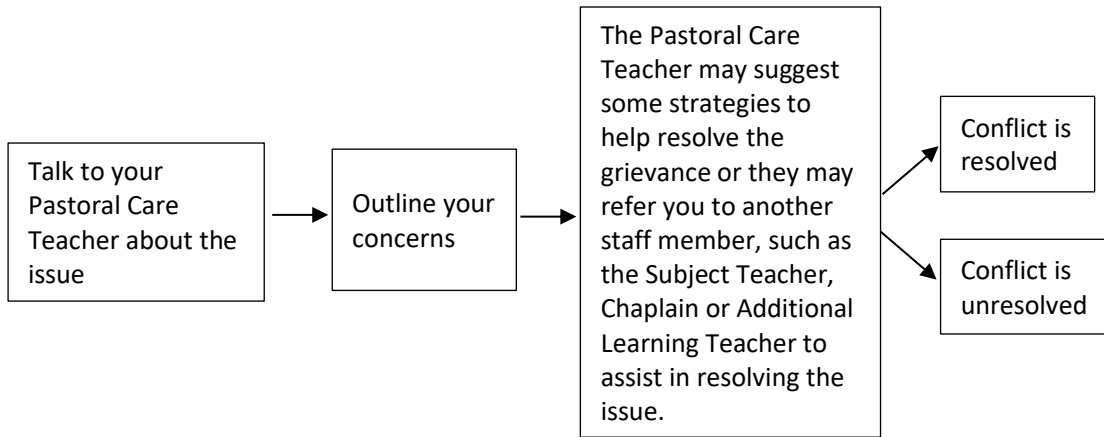 Talk to your
Pastoral Care
Teacher about the
issue
Outline your
concerns
The Pastoral Care
Teacher may suggest
some strategies to
help resolve the
grievance or they may
refer you to another
staff member, such as
the Subject Teacher,
Chaplain or Additional
Learning Teacher to
assist in resolving the
issue.
Conflict is
resolved
Conflict is
unresolved